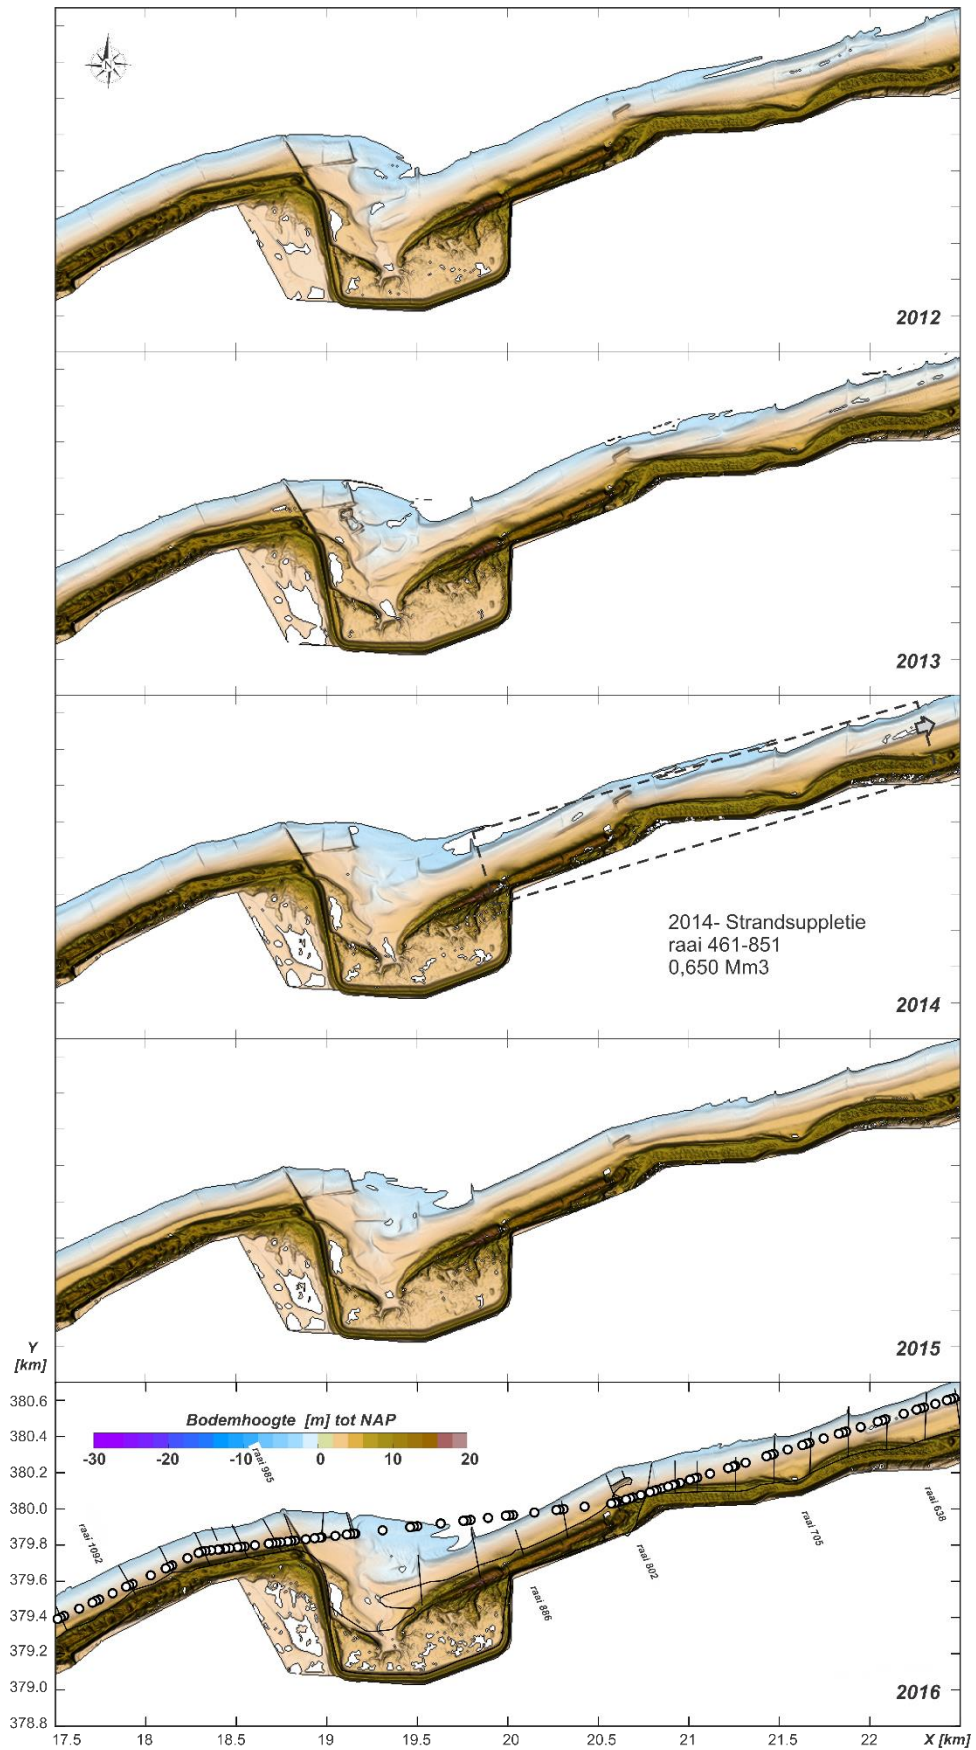 N
2012
2013
2014- Strandsuppletie
raai 461-851
0,650 Mm3
2014
2015
Y
[km]
380.6
380.4
380.2
380.0
379.8
379.6
379.4
379.2
379.0
378.8
Bodemhoogte [m] tot NAP
-30 -20 -10 0 10 20
raai 985
raai 1092
raai 886
raai 802
raai 705
raai 638
2016
17.5 18 18.5 19 19.5 20 20.5 21 21.5 22 X [km]